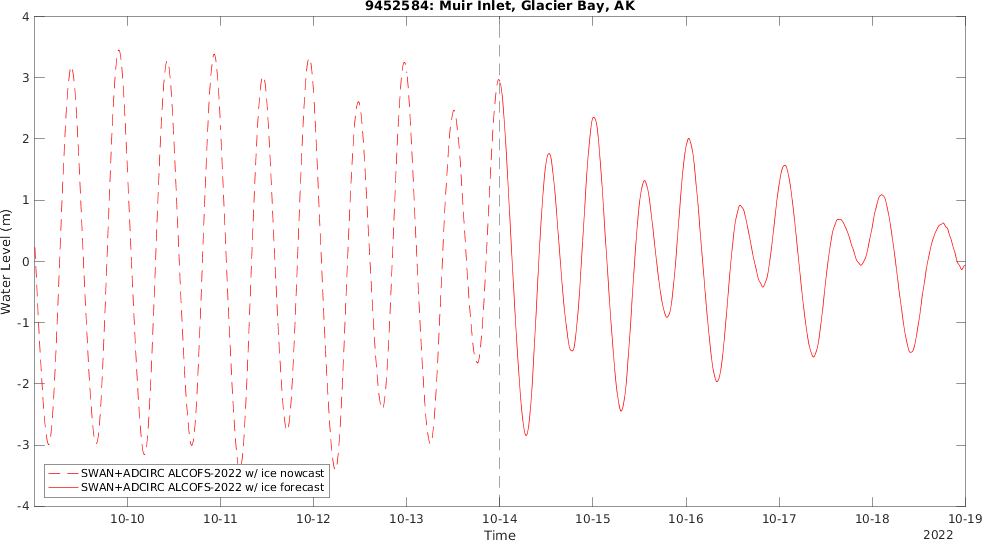 9452584: Muir Inlet, Glacier Bay, AK
4
3
2
1
0
-1
-2
-3
-4
Water Level (m)
SWAN+ADCIRC ALCOFS-2022 w/ ice nowcast
SWAN+ADCIRC ALCOFS-2022 w/ ice forecast
10-10 10-11 10-12 10-13 10-14 10-15 10-16 10-17 10-18 10-19
Time
2022